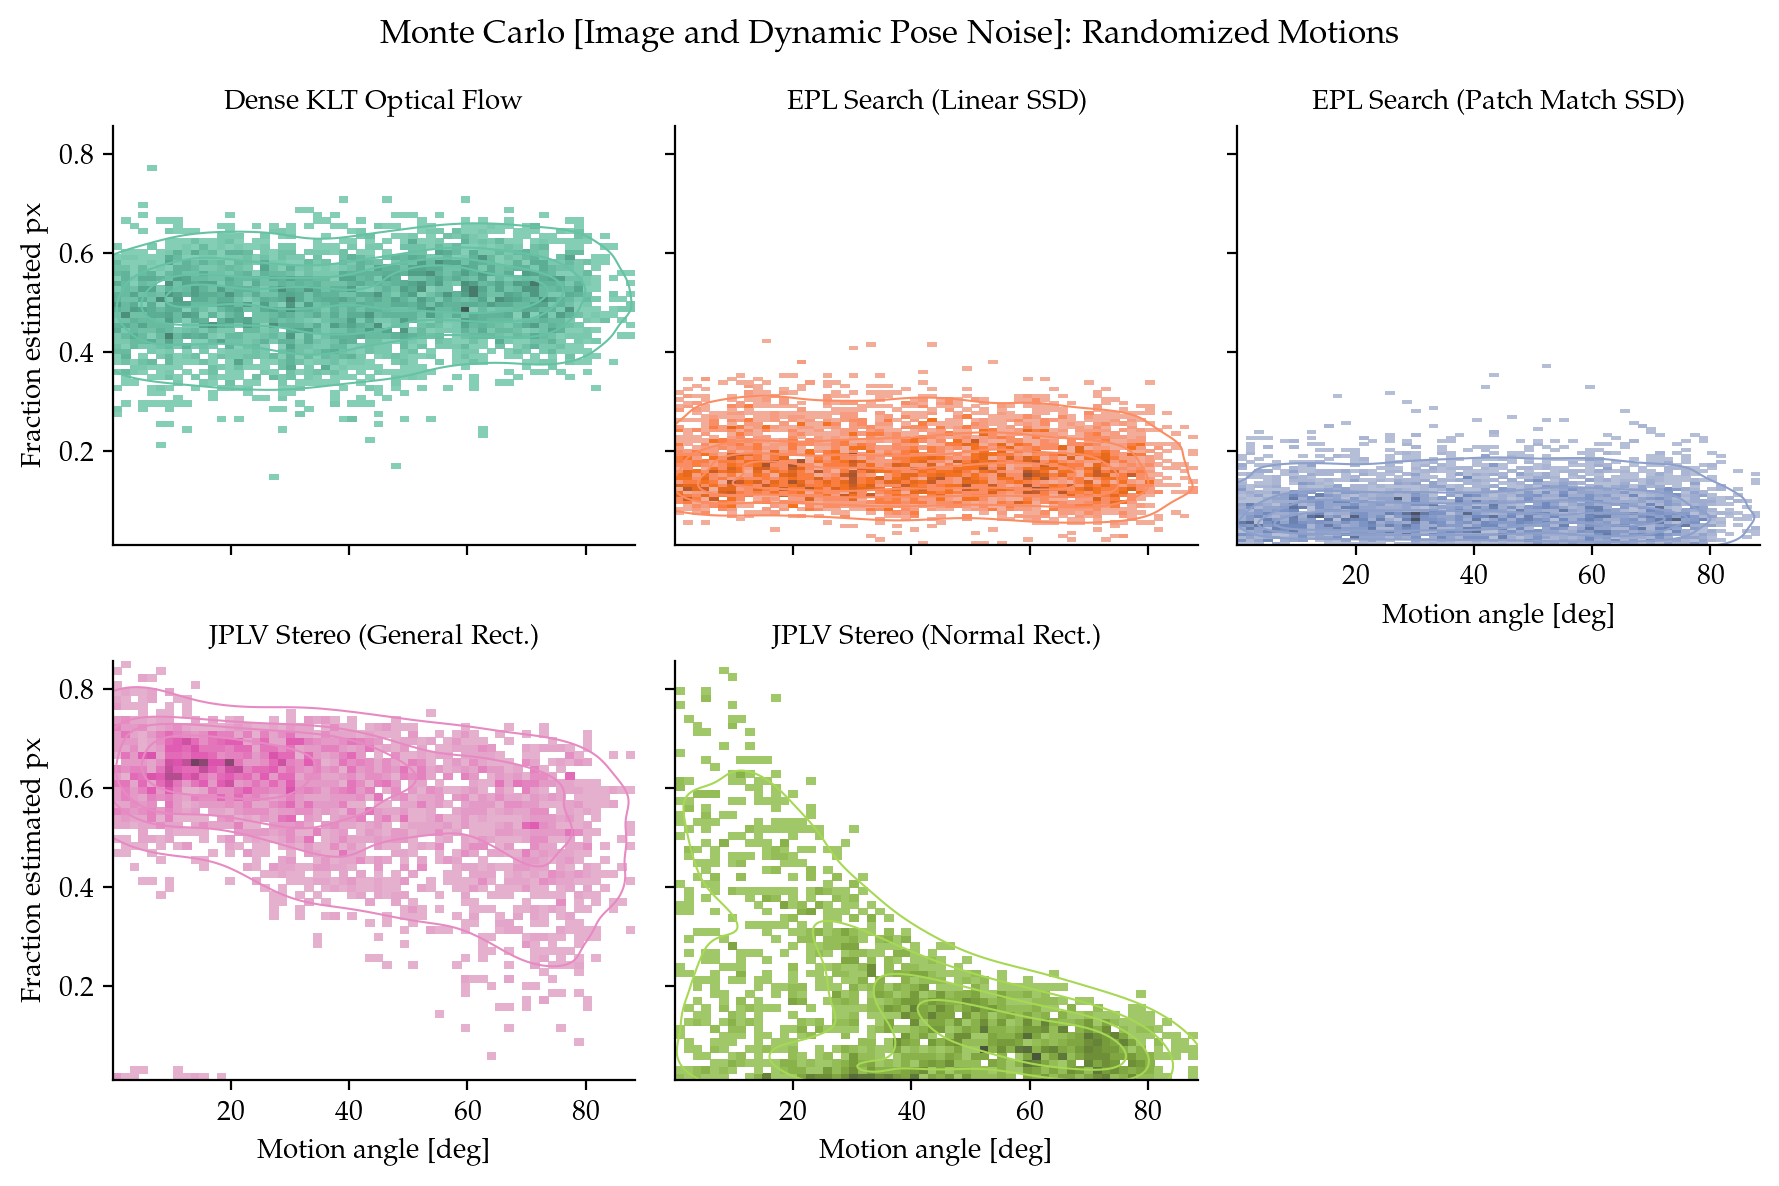 Monte Carlo [Image and Dynamic Pose Noise]: Randomized Motions
Dense KLT Optical Flow
EPL Search (Linear SSD)
EPL Search (Patch Match SSD)
Fraction estimated px
0.8
0.6
0.4
0.2
20 40 60 80
Motion angle [deg]
JPLV Stereo (General Rect.)
JPLV Stereo (Normal Rect.)
Fraction estimated px
0.8
0.6
0.4
0.2
20 40 60 80
20 40 60 80
Motion angle [deg]
Motion angle [deg]